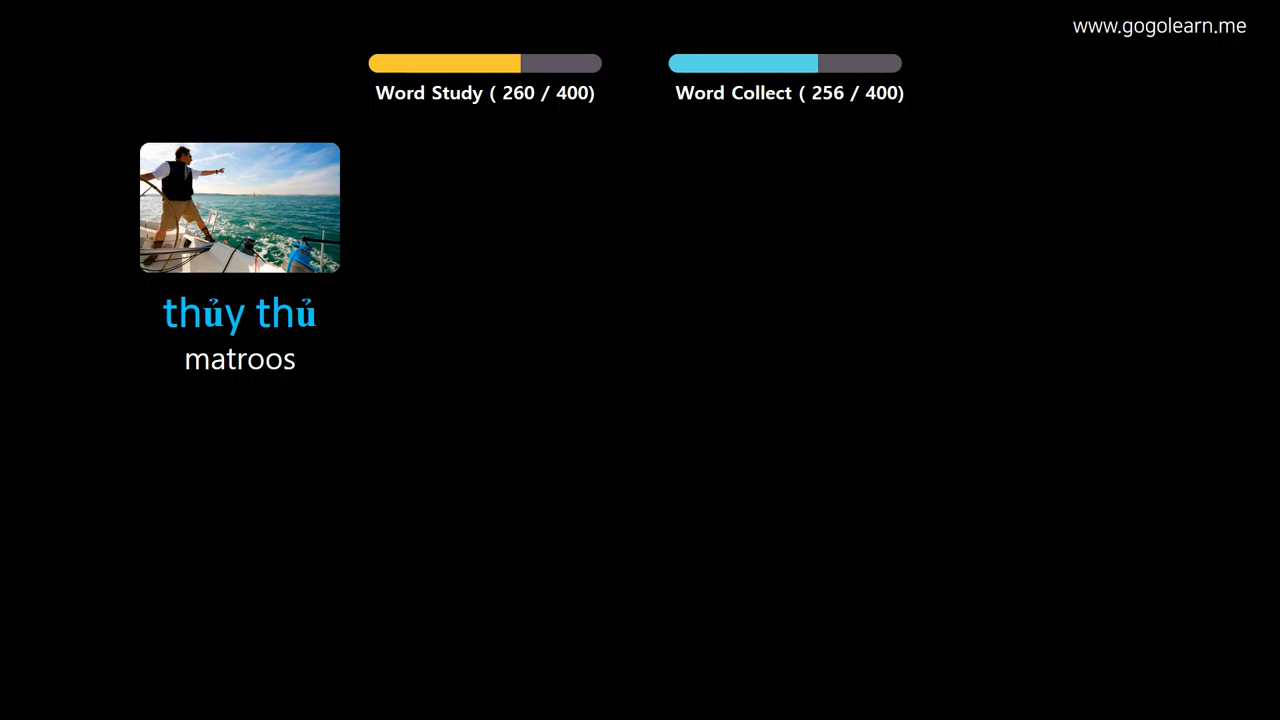 www.gogolearn.me
Word Study ( 260 / 400)
Word Collect ( 256 / 400)
thủy thủ
matroos